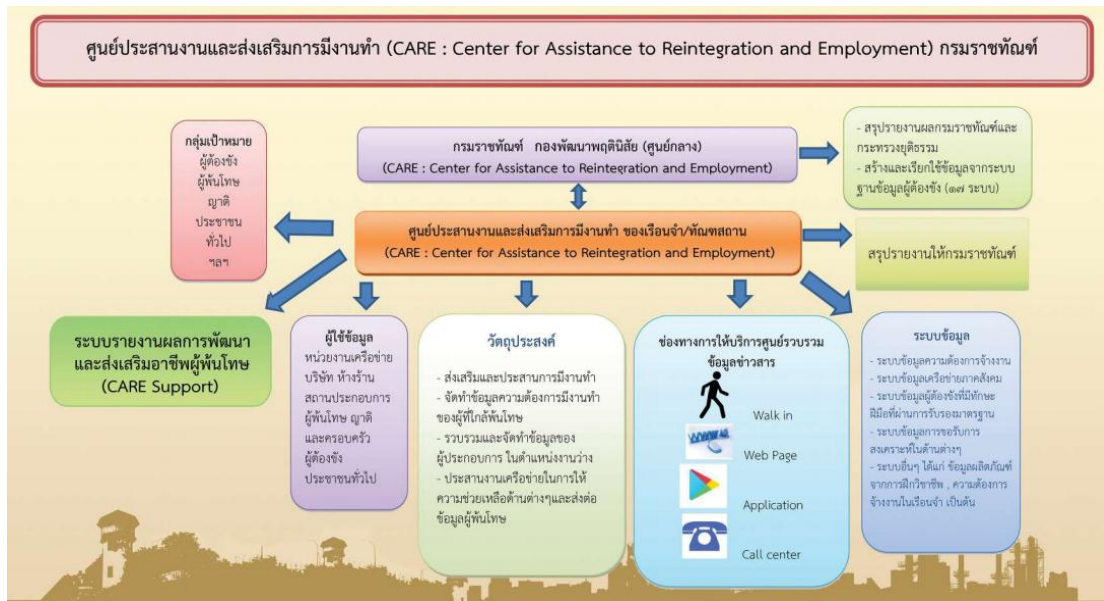 ศูนย์ประสานงานและส่งเสริมการมีงานทำ (CARE : Center for Assistance to Reintegration and Employment) กรมราชทัณฑ์
กลุ่มเป้าหมาย
ผู้ต้องขัง
ผู้พ้นโทษ
ญาติ
ประชาชน
ทั่วไป
ฯลฯ
กรมราชทัณฑ์ กองพัฒนาพฤตินิสัย (ศูนย์กลาง)
(CARE : Center for Assistance to Reintegration and Employment)
- สรุปรายงานผลกรมราชทัณฑ์และ
กระทรวงยุติธรรม
- สร้างและเรียกใช้ข้อมูลจากระบบ
ฐานข้อมูลผู้ต้องขัง (๑๗ ระบบ)
ศูนย์ประสานงานและส่งเสริมการมีงานทำ ของเรือนจำ/ทัณฑสถาน
(CARE : Center for Assistance to Reintegration and Employment)
สรุปรายงานให้กรมราชทัณฑ์
ระบบรายงานผลการพัฒนา
และส่งเสริมอาชีพผู้พ้นโทษ
(CARE Support)
ผู้ใช้ข้อมูล
หน่วยงานเครือข่าย
บริษัท ห้างร้าน
สถานประกอบการ
ผู้พ้นโทษ ญาติ
และครอบครัว
ผู้ต้องขัง
ประชาชนทั่วไป
วัตถุประสงค์
- ส่งเสริมและประสานการมีงานทำ
- จัดทำข้อมูลความต้องการมีงานทำ
ของผู้ที่ใกล้พ้นโทษ
- รวบรวมและจัดทำข้อมูลของ
ผู้ประกอบการ ในตำแหน่งงานว่าง
- ประสานงานเครือข่ายในการให้
ความช่วยเหลือด้านต่างๆและส่งต่อ
ข้อมูลผู้พ้นโทษ
ช่องทางการให้บริการศูนย์รวบรวม
ข้อมูลข่าวสาร
Walk in
Web Page
Application
Call center
ระบบข้อมูล
- ระบบข้อมูลความต้องการจ้างงาน
- ระบบข้อมูลเครือข่ายภาคสังคม
- ระบบข้อมูลผู้ต้องขังที่มีทักษะ
ฝีมือที่ผ่านการรับรองมาตรฐาน
- ระบบข้อมูลการขอรับการ
สงเคราะห์ในด้านต่างๆ
- ระบบอื่นๆ ได้แก่ ข้อมูลผลิตภัณฑ์
จากการฝึกวิชาชีพ , ความต้องการ
จ้างงานในเรือนจำ เป็นต้น